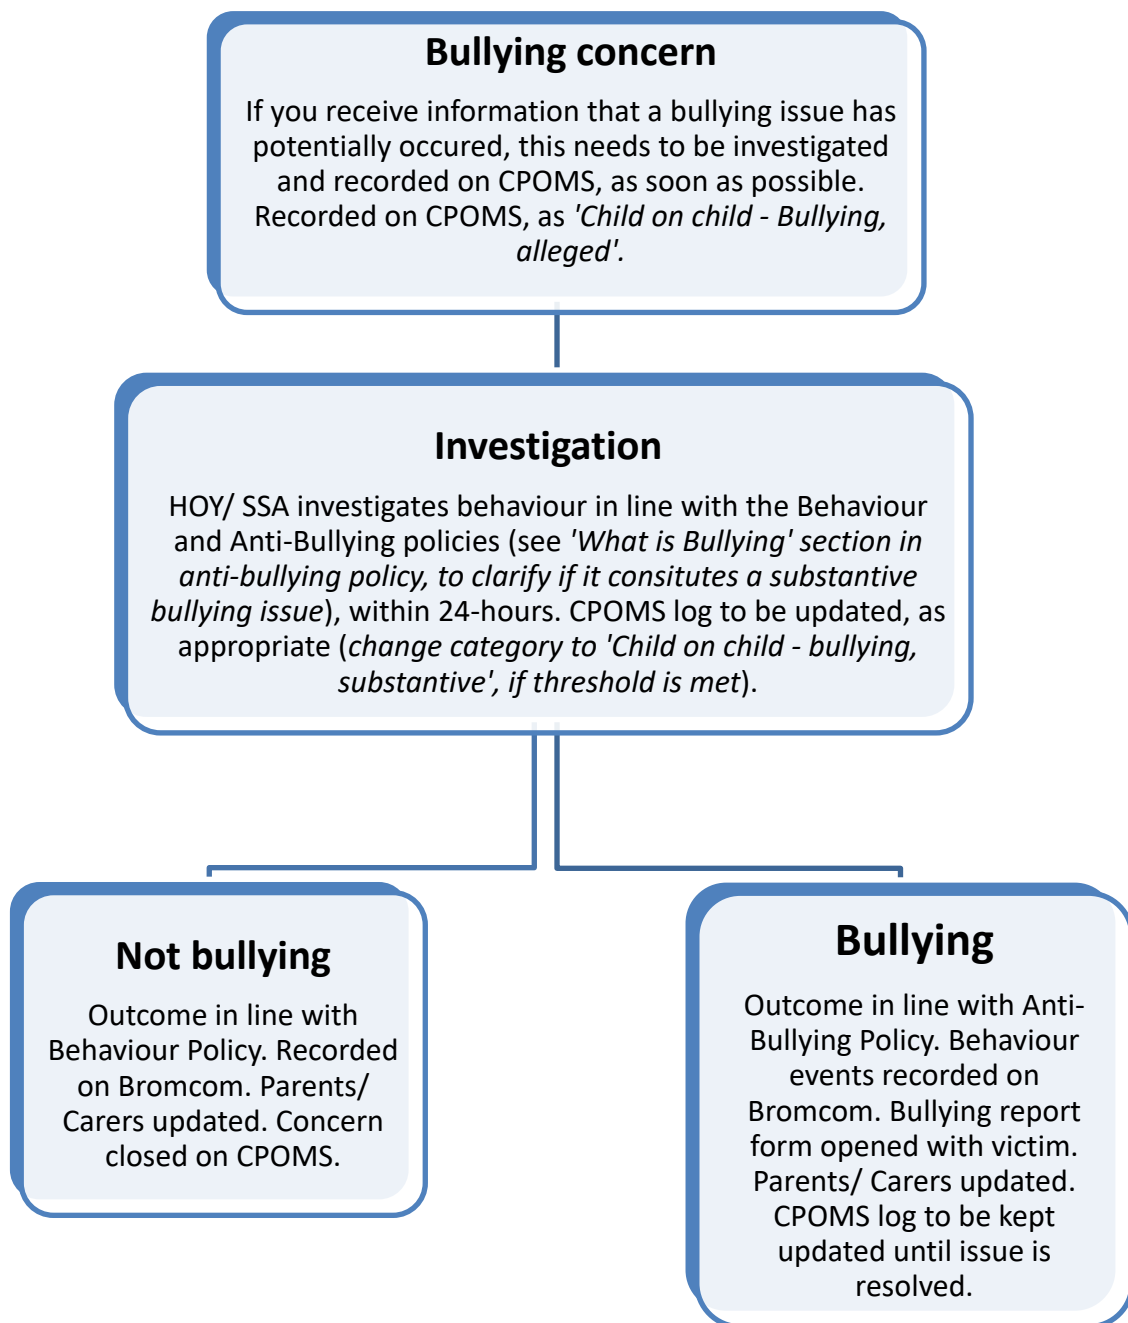 Bullying concern
If you receive information that a bullying issue has
potentially occured, this needs to be investigated
and recorded on CPOMS, as soon as possible.
Recorded on CPOMS, as 'Child on child - Bullying,
alleged'.
Investigation
HOY/ SSA investigates behaviour in line with the Behaviour
and Anti-Bullying policies (see 'What is Bullying' section in
anti-bullying policy, to clarify if it consitutes a substantive
bullying issue), within 24-hours. CPOMS log to be updated, as
appropriate (change category to 'Child on child - bullying,
substantive', if threshold is met).
Not bullying
Outcome in line with
Behaviour Policy. Recorded
on Bromcom. Parents/
Carers updated. Concern
closed on CPOMS.
Bullying
Outcome in line with Anti-
Bullying Policy. Behaviour
events recorded on
Bromcom. Bullying report
form opened with victim.
Parents/ Carers updated.
CPOMS log to be kept
updated until issue is
resolved.